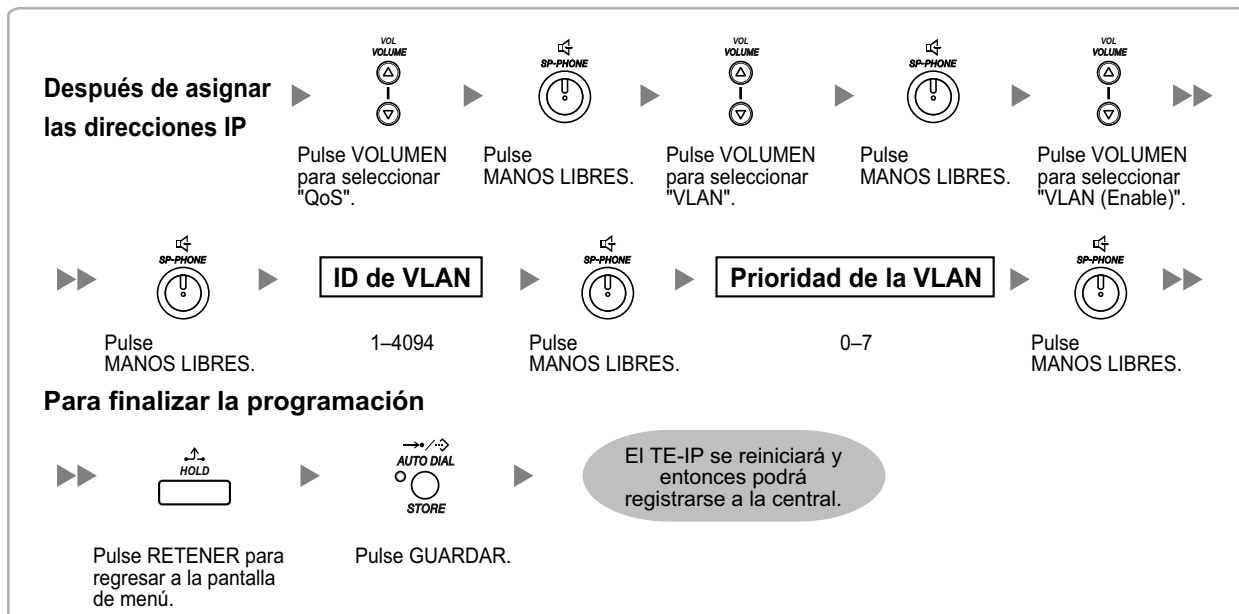 VOL
VOLUME
SP-PHONE
VOL
VOLUME
SP-PHONE
VOL
VOLUME
Después de asignar
las direcciones IP
Pulse VOLUMEN
para seleccionar
"QoS".
Pulse
MANOS LIBRES.
Pulse VOLUMEN
para seleccionar
"VLAN".
Pulse
MANOS LIBRES.
Pulse VOLUMEN
para seleccionar
"VLAN (Enable)".
SP-PHONE
Pulse
MANOS LIBRES.
ID de VLAN
1–4094
SP-PHONE
Pulse
MANOS LIBRES.
Prioridad de la VLAN
0–7
SP-PHONE
Pulse
MANOS LIBRES.
Para finalizar la programación
HOLD
Pulse RETENER para
regresar a la pantalla
de menú.
AUTO DIAL
STORE
Pulse GUARDAR.
El TE-IP se reiniciará y
entonces podrá
registrarse a la central.